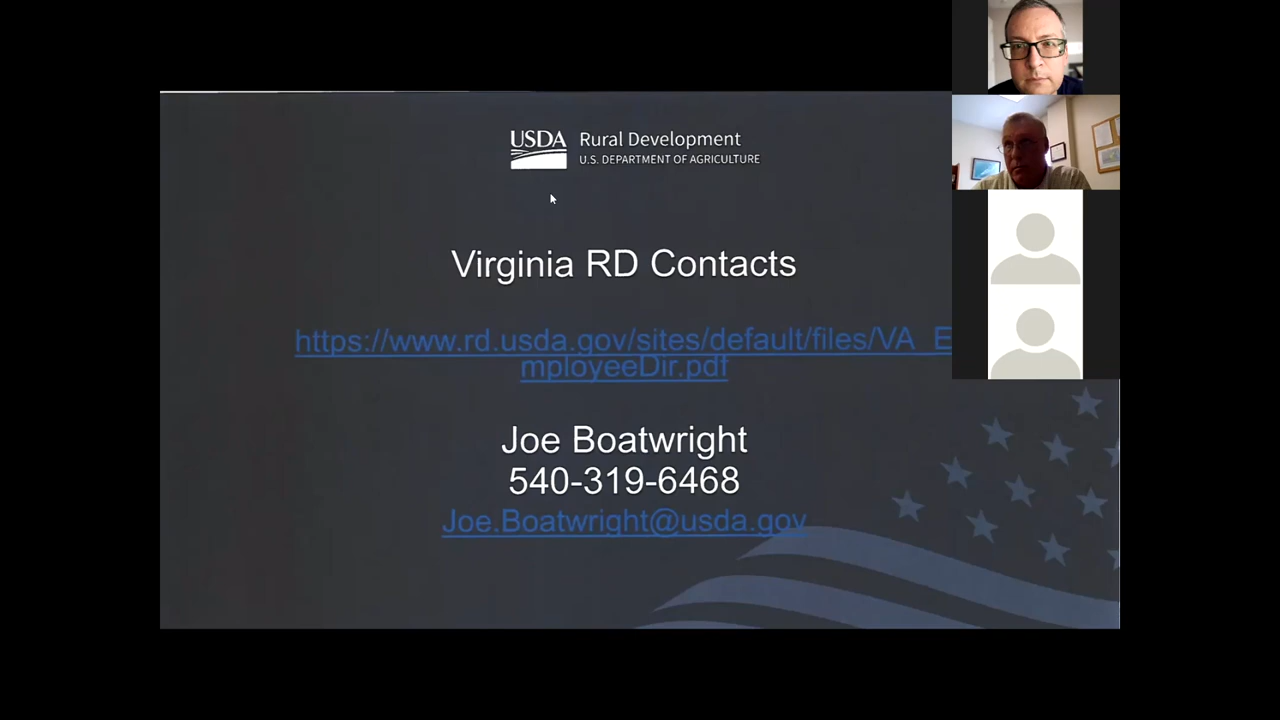 USDA Rural Development
U.S. DEPARTMENT OF AGRICULTURE
Virginia RD Contacts
https://www.rd.usda.gov/sites/default/files/VA_E
mployeeDir.pdf
Joe Boatwright
540-319-6468
Joe.Boatwright@usda.gov